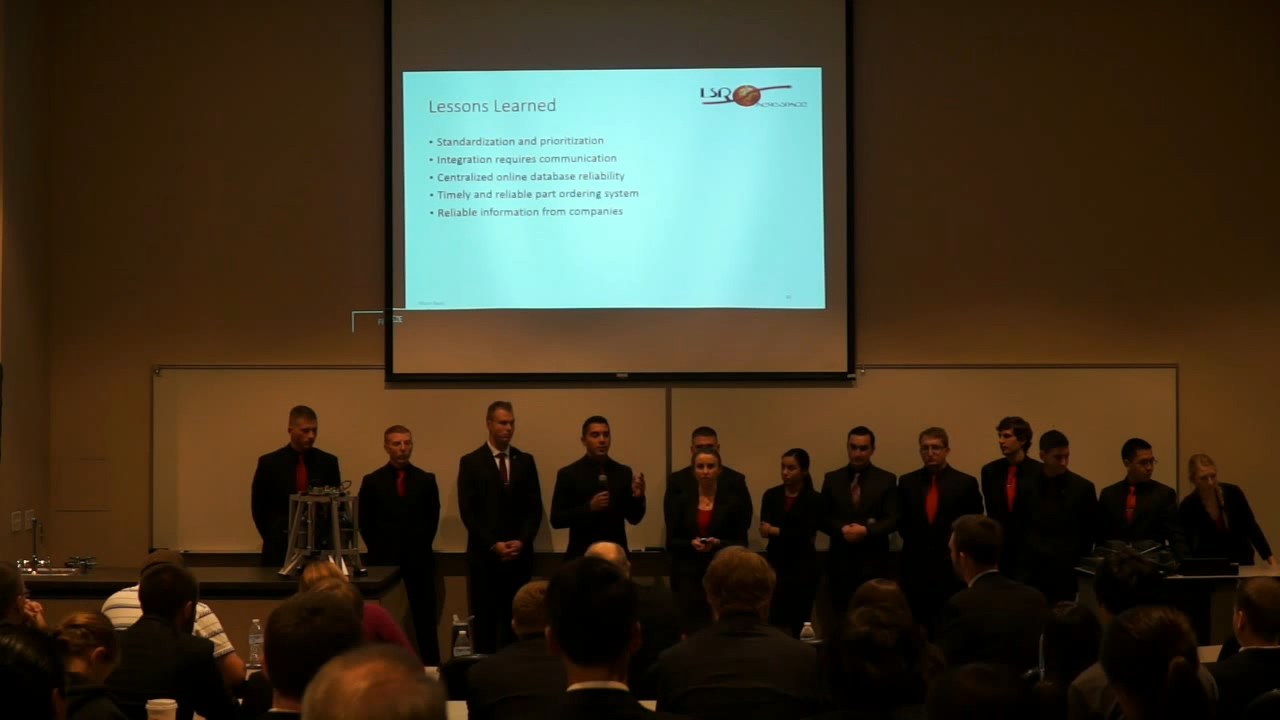 LSR
Lessons Learned
• Standardization and prioritization
• Integration requires communication
• Centralized online database reliability
• Timely and reliable part ordering system
• Reliable information from companies